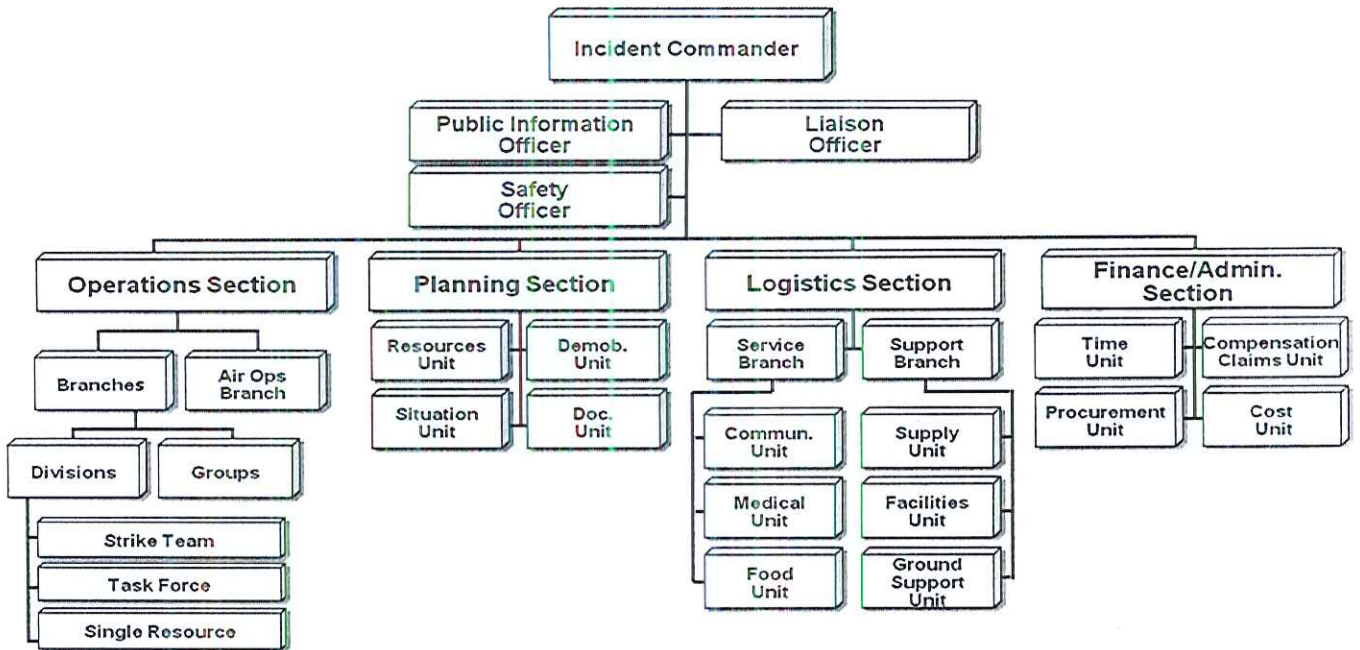 Incident Commander
Public Information
Officer
Liaison
Officer
Safety
Officer
Operations Section
Planning Section
Logistics Section
Finance/Admin.
Section
Branches
Air Ops
Branch
Divisions
Groups
Strike Team
Task Force
Single Resource
Resources
Unit
Demob.
Unit
Situation
Unit
Doc.
Unit
Service
Branch
Support
Branch
Commun.
Unit
Supply
Unit
Medical
Unit
Facilities
Unit
Food
Unit
Ground
Support
Unit
Time
Unit
Compensation
Claims Unit
Procurement
Unit
Cost
Unit